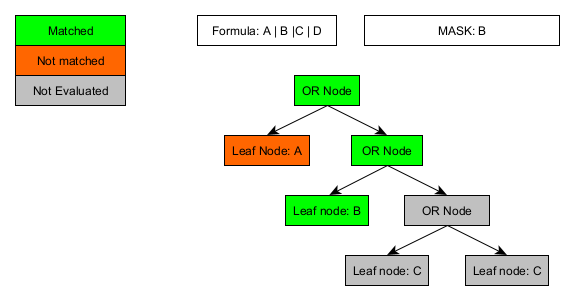 Matched
Not matched
Not Evaluated
Formula: A | B |C | D
MASK: B
OR Node
Leaf Node: A
OR Node
Leaf node: B
OR Node
Leaf node: C
Leaf node: C